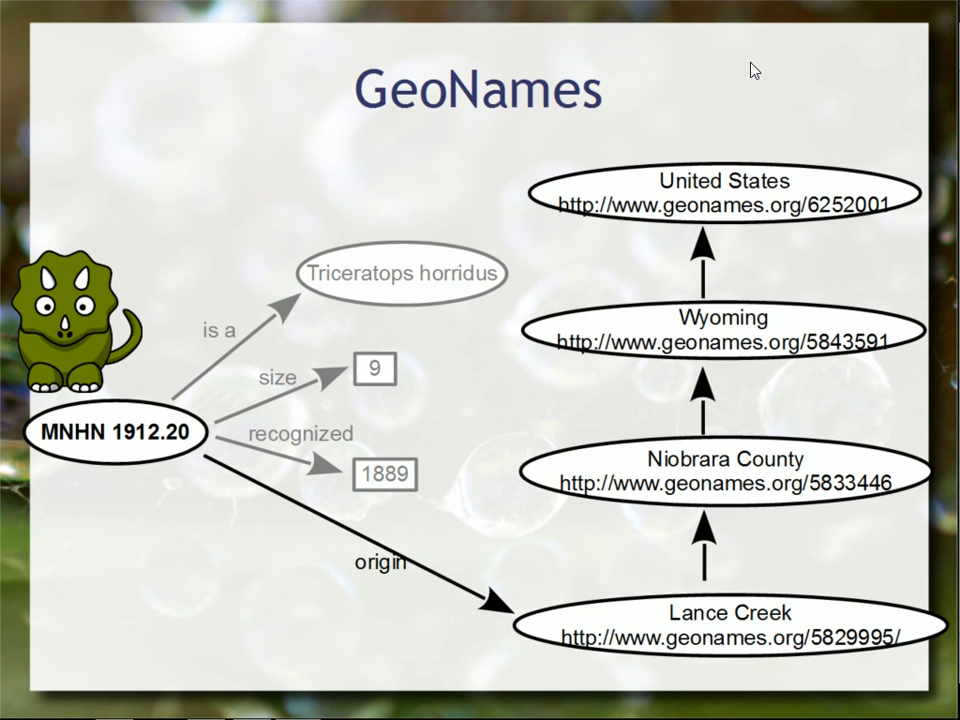 GeoNames
United States
http://www.geonames.org/6252001
Triceratops horridus
is a
Wyoming
http://www.geonames.org/5843591
size
9
MNHN 1912.20
recognized
1889
Niobrara County
http://www.geonames.org/5833446
origin
Lance Creek
http://www.geonames.org/5829995/